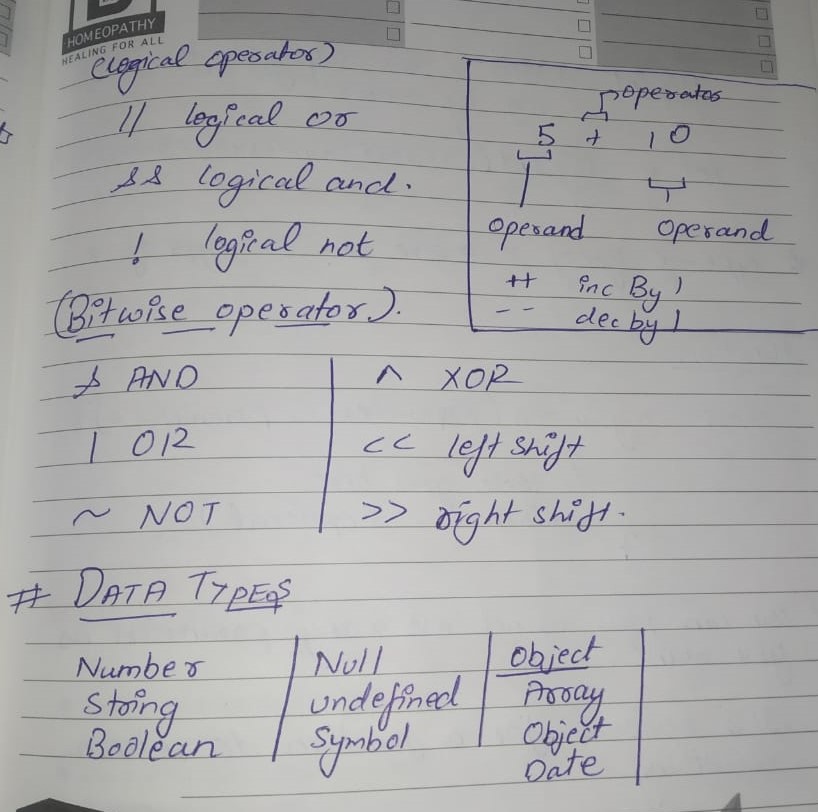 HOMEOPATHY
HEALING FOR ALL
(logical operator)
|| logical or
&& logical and.
! logical not
(Bitwise operator).
operator
5 + 10
operand operand
++ inc By 1
-- dec by 1
& AND
| OR
~ NOT
^ XOR
<< left shift
>> right shift.
# DATA TYPES
Number
String
Boolean
Null
undefined
Symbol
Object
Array
Object
Date